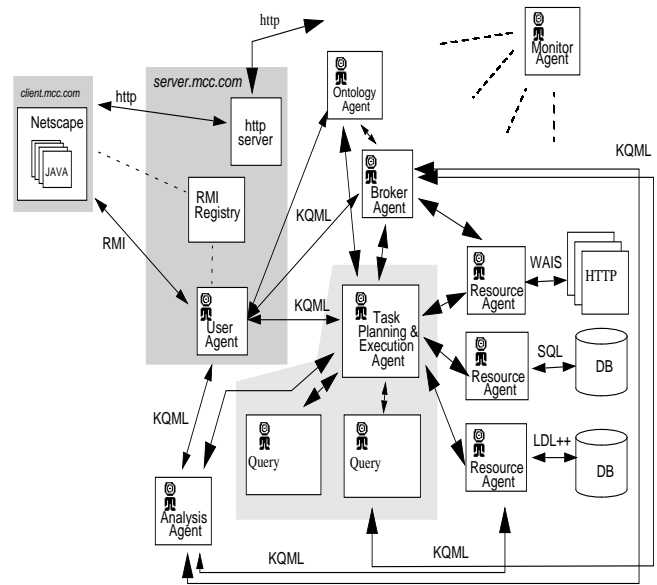 http
Monitor
Agent
server.mcc.com
client.mcc.com
Ontology
Agent
http
Netscape
JAVA
http
server
KQML
Broker
Agent
RMI
Registry
KQML
RMI
WAIS
HTTP
Resource
Agent
KQML
User
Agent
Task
Planning &
Execution
Agent
SQL
DB
Resource
Agent
KQML
LDL++
DB
Resource
Agent
Query
Query
Analysis
Agent
KQML
KQML